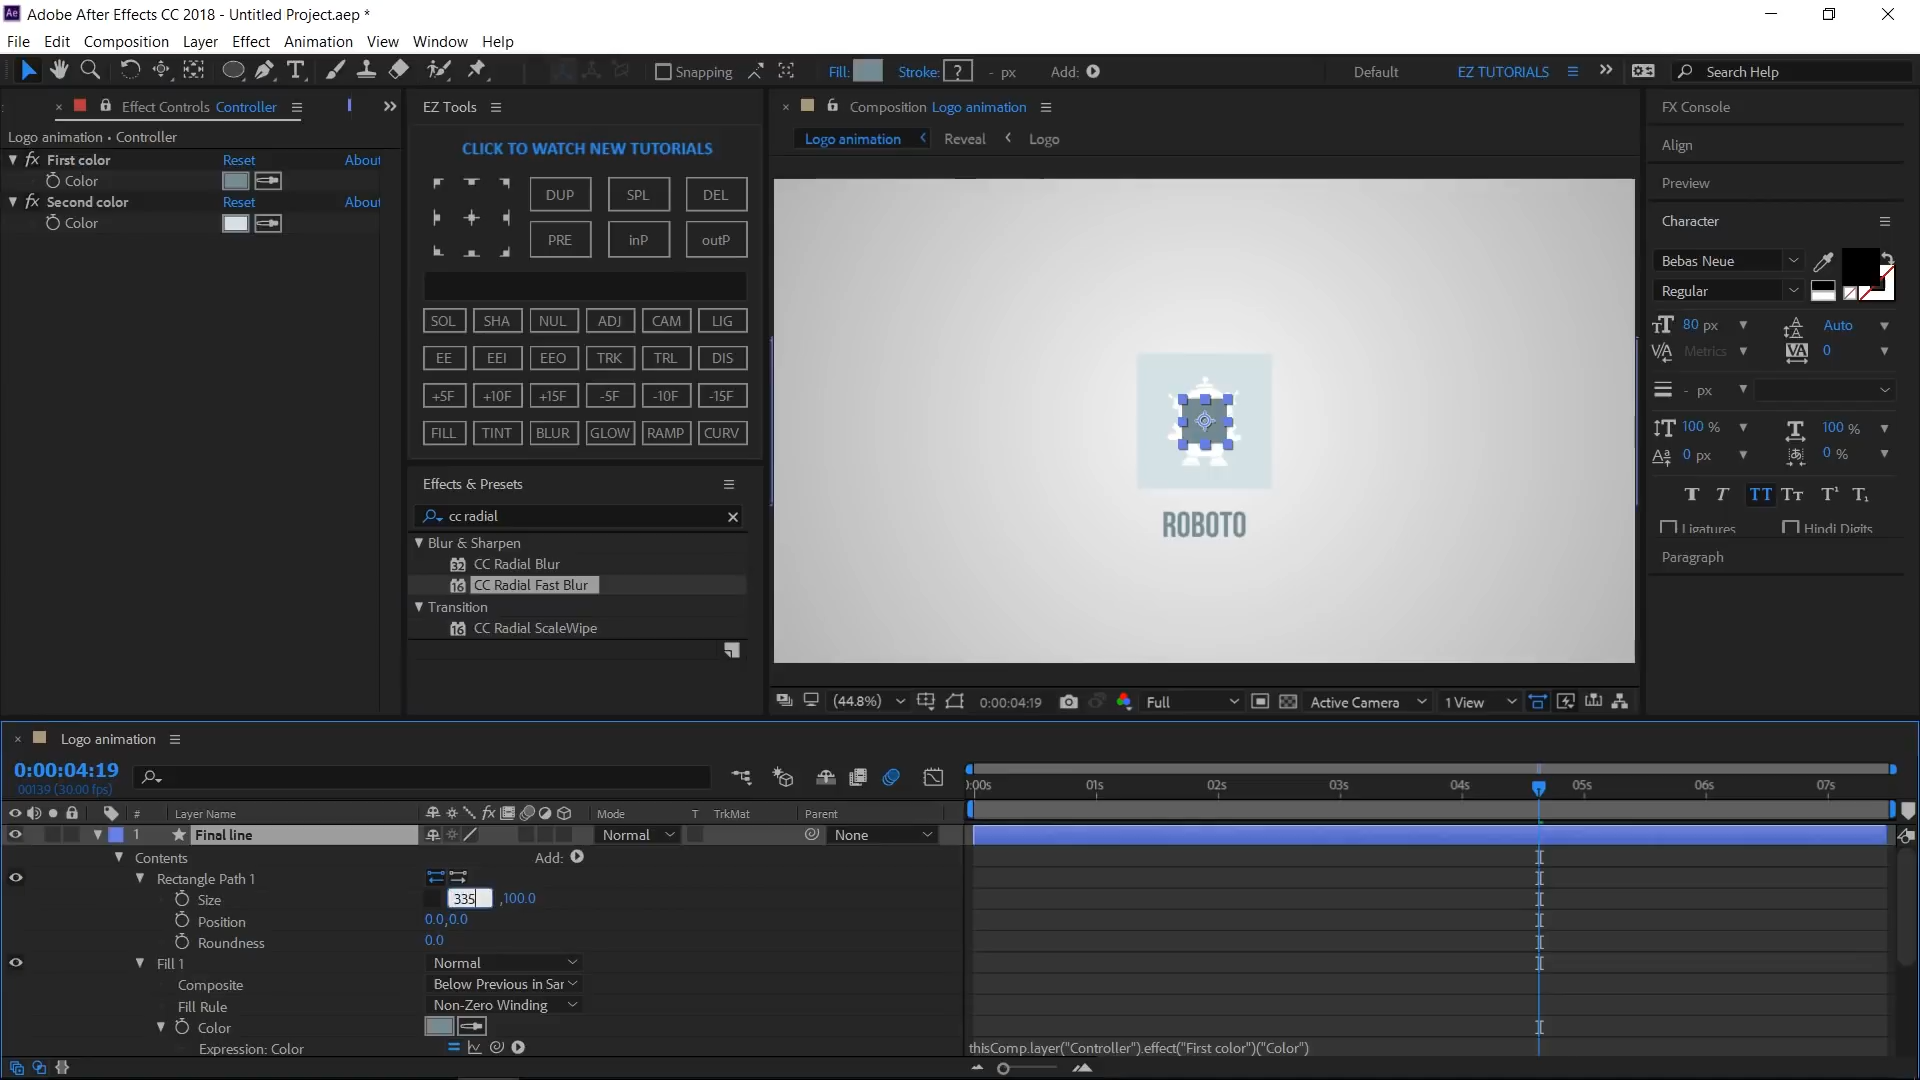 Adobe After Effects CC 2018 - Untitled Project.aep *
File Edit Composition Layer Effect Animation View Window Help
Snapping Fill: Stroke: ? - px Add: Default EZ TUTORIALS Search Help
Effect Controls Controller
Logo animation • Controller
First color Reset About
Color
Second color Reset About
Color
EZ Tools
CLICK TO WATCH NEW TUTORIALS
DUP SPL DEL
PRE inP outP
SOL SHA NUL ADJ CAM LIG
EE EEI EEO TRK TRL DIS
+5F +10F +15F -5F -10F -15F
FILL TINT BLUR GLOW RAMP CURV
Effects & Presets
cc radial
Blur & Sharpen
32 CC Radial Blur
16 CC Radial Fast Blur
Transition
16 CC Radial ScaleWipe
Composition Logo animation
Logo animation Reveal Logo
ROBOTO
(44.8%) 0:00:04:19 Full Active Camera 1 View
FX Console
Align
Preview
Character
Bebas Neue
Regular
80 px Auto
Metrics 0
- px
100 % 100 %
0 px 0 %
Ligatures Hindi Digits
Paragraph
Logo animation
0:00:04:19
00139 (30.00 fps)
0:00s 01s 02s 03s 04s 05s 06s 07s
# Layer Name Mode T TrkMat Parent
1 Final line Normal None
Contents Add:
Rectangle Path 1
Size 335 ,100.0
Position 0.0,0.0
Roundness 0.0
Fill 1 Normal
Composite Below Previous in Sar
Fill Rule Non-Zero Winding
Color
Expression: Color thisComp.layer("Controller").effect("First color")("Color")